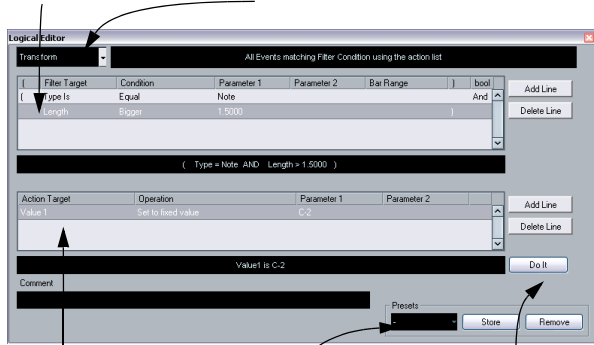 Logical Editor
Transform
All Events matching Filter Condition using the action list
( Filter Target Condition Parameter 1 Parameter 2 Bar Range ) bool
( Type Is Equal Note And
Length Bigger 1.5000 )
Add Line
Delete Line
( Type = Note AND Length > 1.5000 )
Action Target Operation Parameter 1 Parameter 2
Value 1 Set to fixed value C-2
Add Line
Delete Line
Value1 is C-2
Do It
Comment
Presets
-
Store
Remove